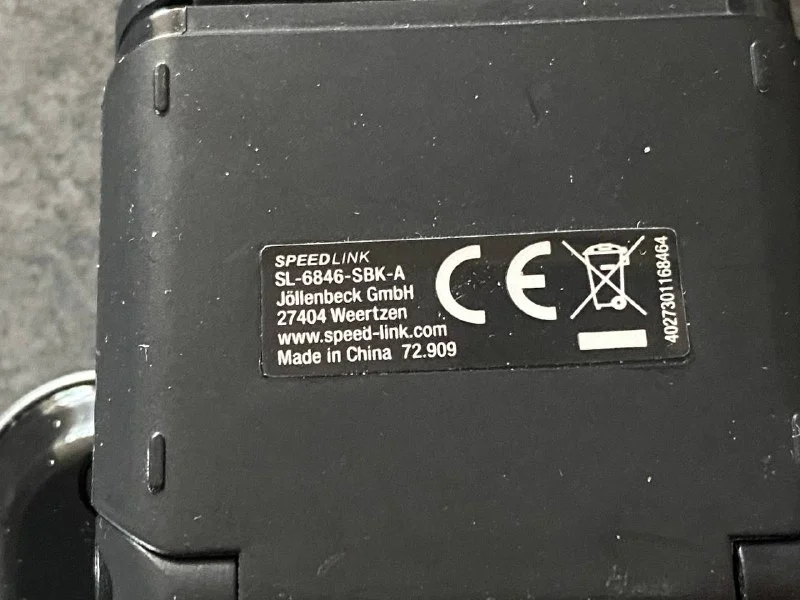 SPEEDLINK
SL-6846-SBK-A
Jöllenbeck GmbH
27404 Weertzen
www.speed-link.com
Made in China 72.909
CE
4027301168464